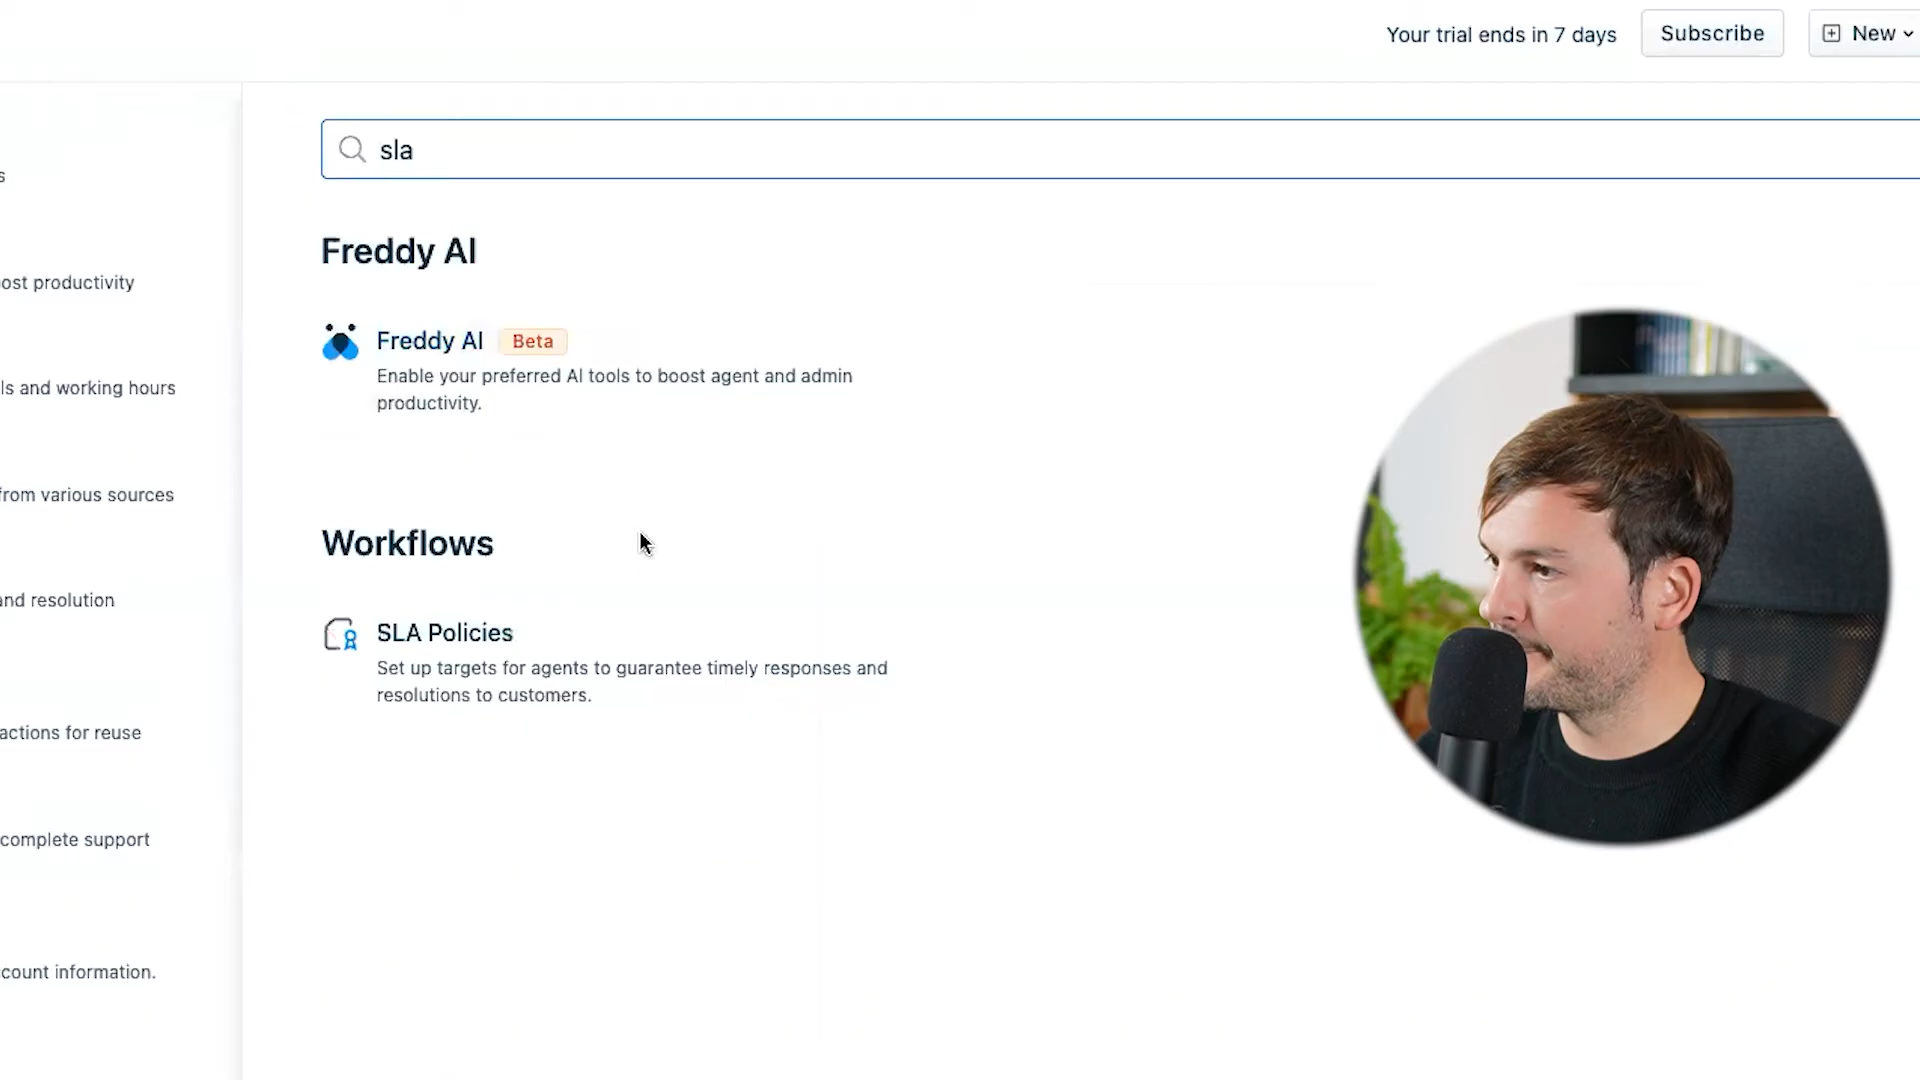 Your trial ends in 7 days
Subscribe
New
sla
s
ost productivity
ls and working hours
from various sources
and resolution
actions for reuse
complete support
count information.
Freddy AI
Freddy AI Beta
Enable your preferred AI tools to boost agent and admin
productivity.
Workflows
SLA Policies
Set up targets for agents to guarantee timely responses and
resolutions to customers.